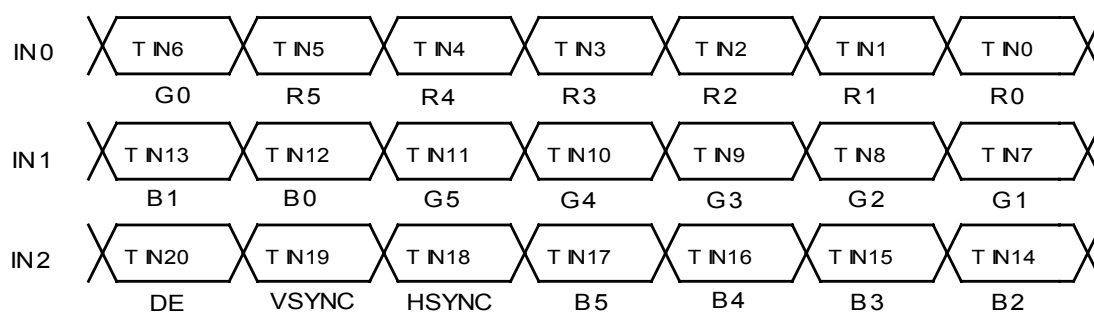 IN0 TIN6 TIN5 TIN4 TIN3 TIN2 TIN1 TIN0
G0 R5 R4 R3 R2 R1 R0
IN1 TIN13 TIN12 TIN11 TIN10 TIN9 TIN8 TIN7
B1 B0 G5 G4 G3 G2 G1
IN2 TIN20 TIN19 TIN18 TIN17 TIN16 TIN15 TIN14
DE VSYNC HSYNC B5 B4 B3 B2